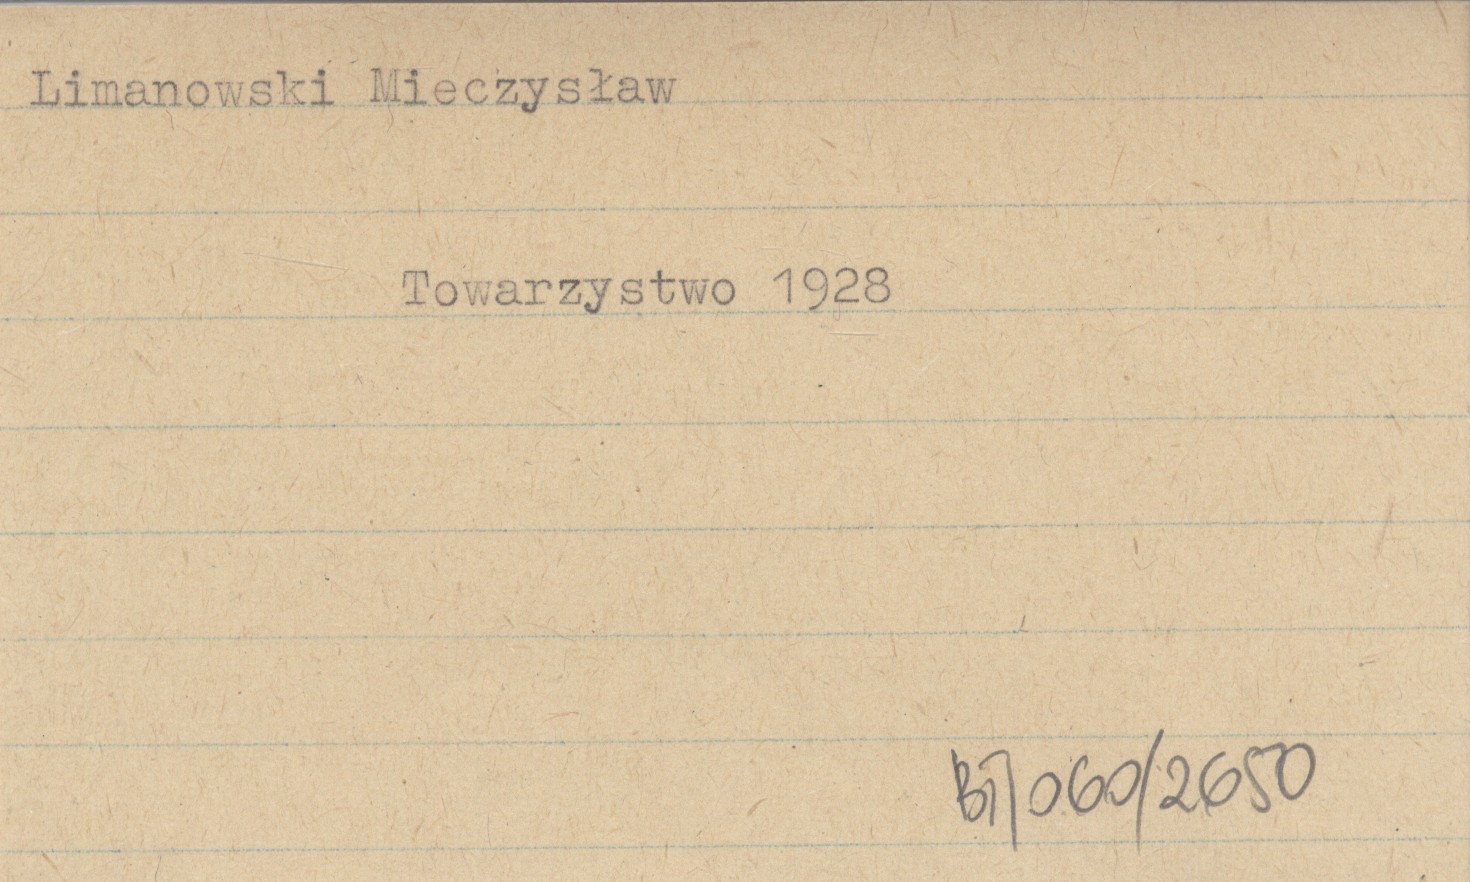 Limanowski Mieczysław
Towarzystwo 1928
BT/060/2650